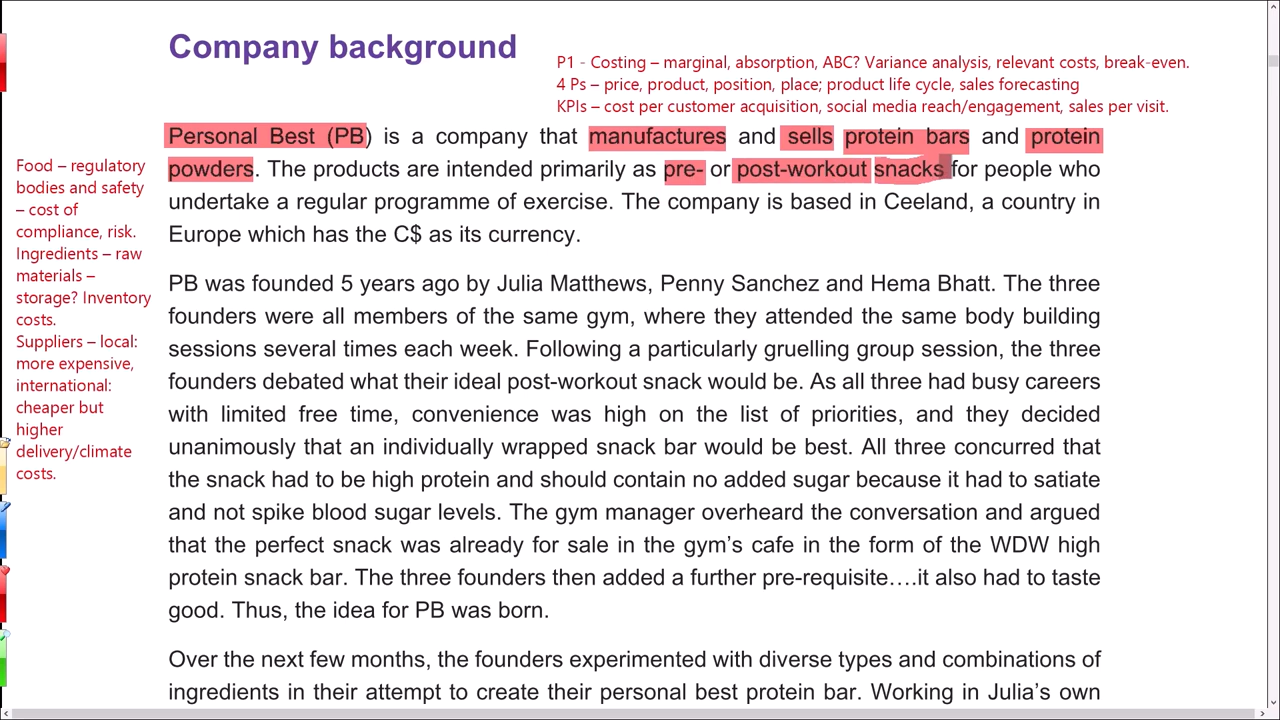 Company background
P1 - Costing – marginal, absorption, ABC? Variance analysis, relevant costs, break-even.
4 Ps – price, product, position, place; product life cycle, sales forecasting
KPIs – cost per customer acquisition, social media reach/engagement, sales per visit.
Personal Best (PB) is a company that manufactures and sells protein bars and protein
powders. The products are intended primarily as pre- or post-workout snacks for people who
undertake a regular programme of exercise. The company is based in Ceeland, a country in
Europe which has the C$ as its currency.
Food – regulatory
bodies and safety
– cost of
compliance, risk.
Ingredients – raw
materials –
storage? Inventory
costs.
Suppliers – local:
more expensive,
international:
cheaper but
higher
delivery/climate
costs.
PB was founded 5 years ago by Julia Matthews, Penny Sanchez and Hema Bhatt. The three
founders were all members of the same gym, where they attended the same body building
sessions several times each week. Following a particularly gruelling group session, the three
founders debated what their ideal post-workout snack would be. As all three had busy careers
with limited free time, convenience was high on the list of priorities, and they decided
unanimously that an individually wrapped snack bar would be best. All three concurred that
the snack had to be high protein and should contain no added sugar because it had to satiate
and not spike blood sugar levels. The gym manager overheard the conversation and argued
that the perfect snack was already for sale in the gym’s cafe in the form of the WDW high
protein snack bar. The three founders then added a further pre-requisite….it also had to taste
good. Thus, the idea for PB was born.
Over the next few months, the founders experimented with diverse types and combinations of
ingredients in their attempt to create their personal best protein bar. Working in Julia’s own